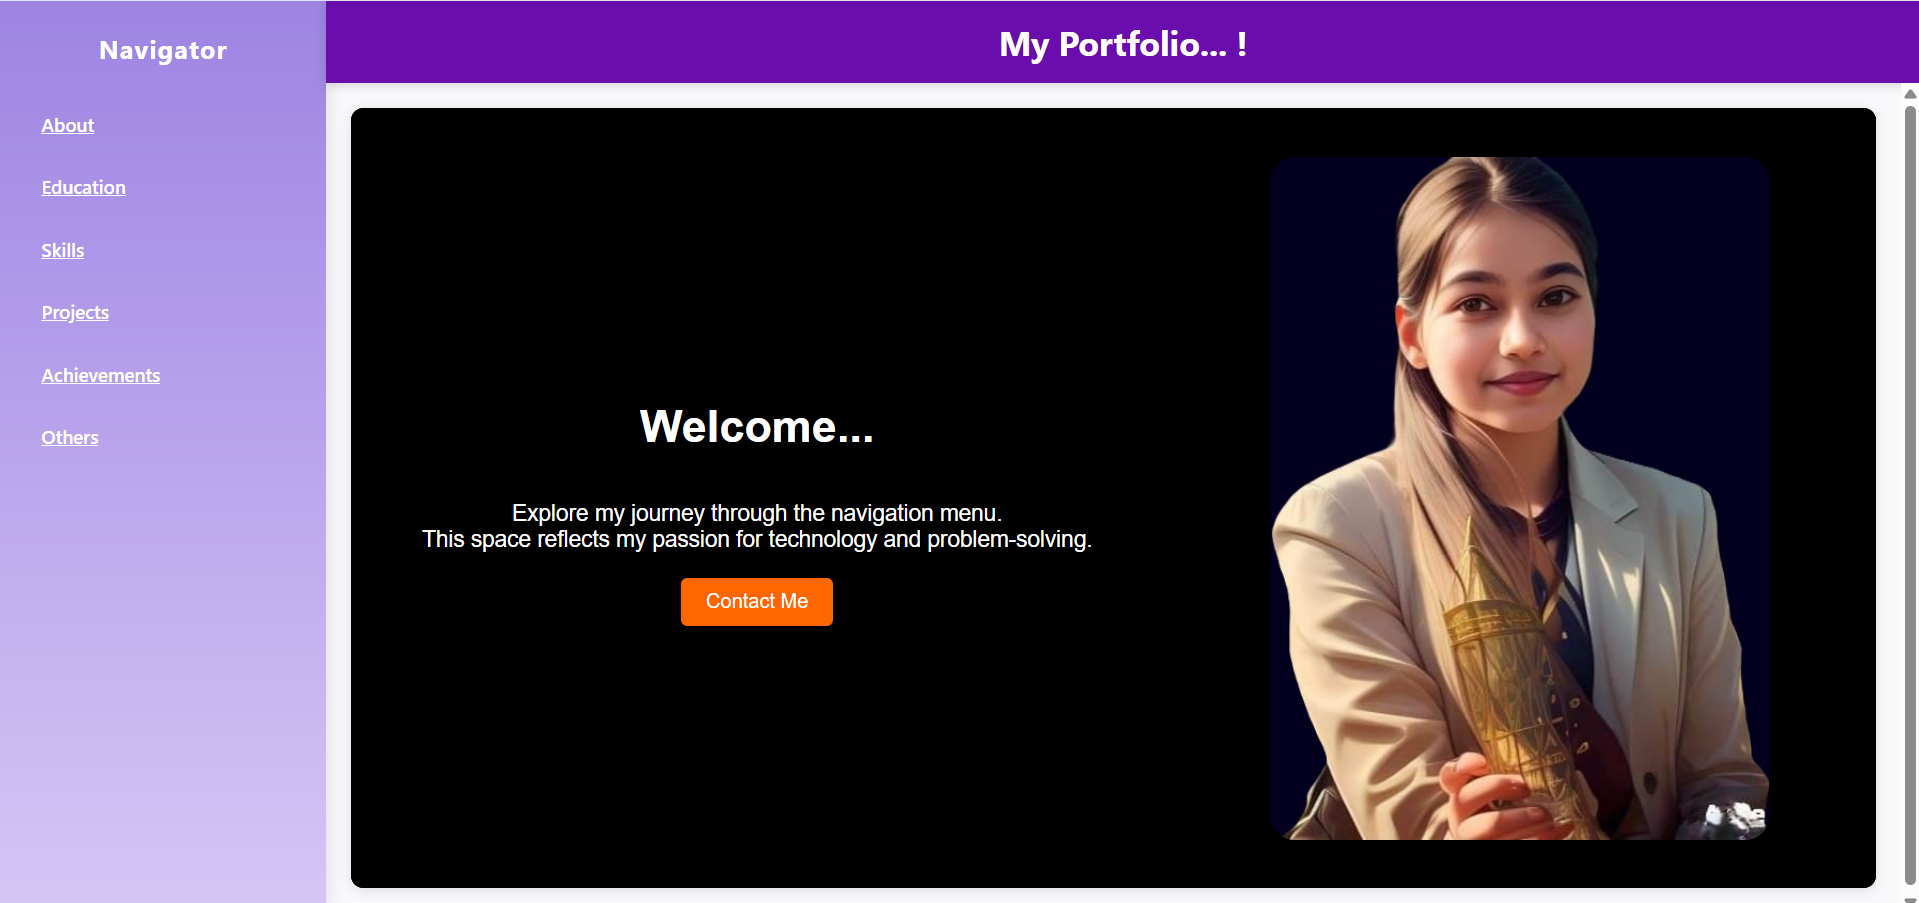 Navigator
About
Education
Skills
Projects
Achievements
Others
My Portfolio... !
Welcome...
Explore my journey through the navigation menu.
This space reflects my passion for technology and problem-solving.
Contact Me